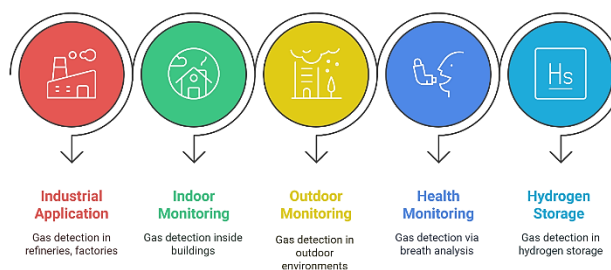 Hs
Industrial
Application
Gas detection in
refineries, factories
Indoor
Monitoring
Gas detection inside
buildings
Outdoor
Monitoring
Gas detection in
outdoor
environments
Health
Monitoring
Gas detection via
breath analysis
Hydrogen
Storage
Gas detection in
hydrogen storage